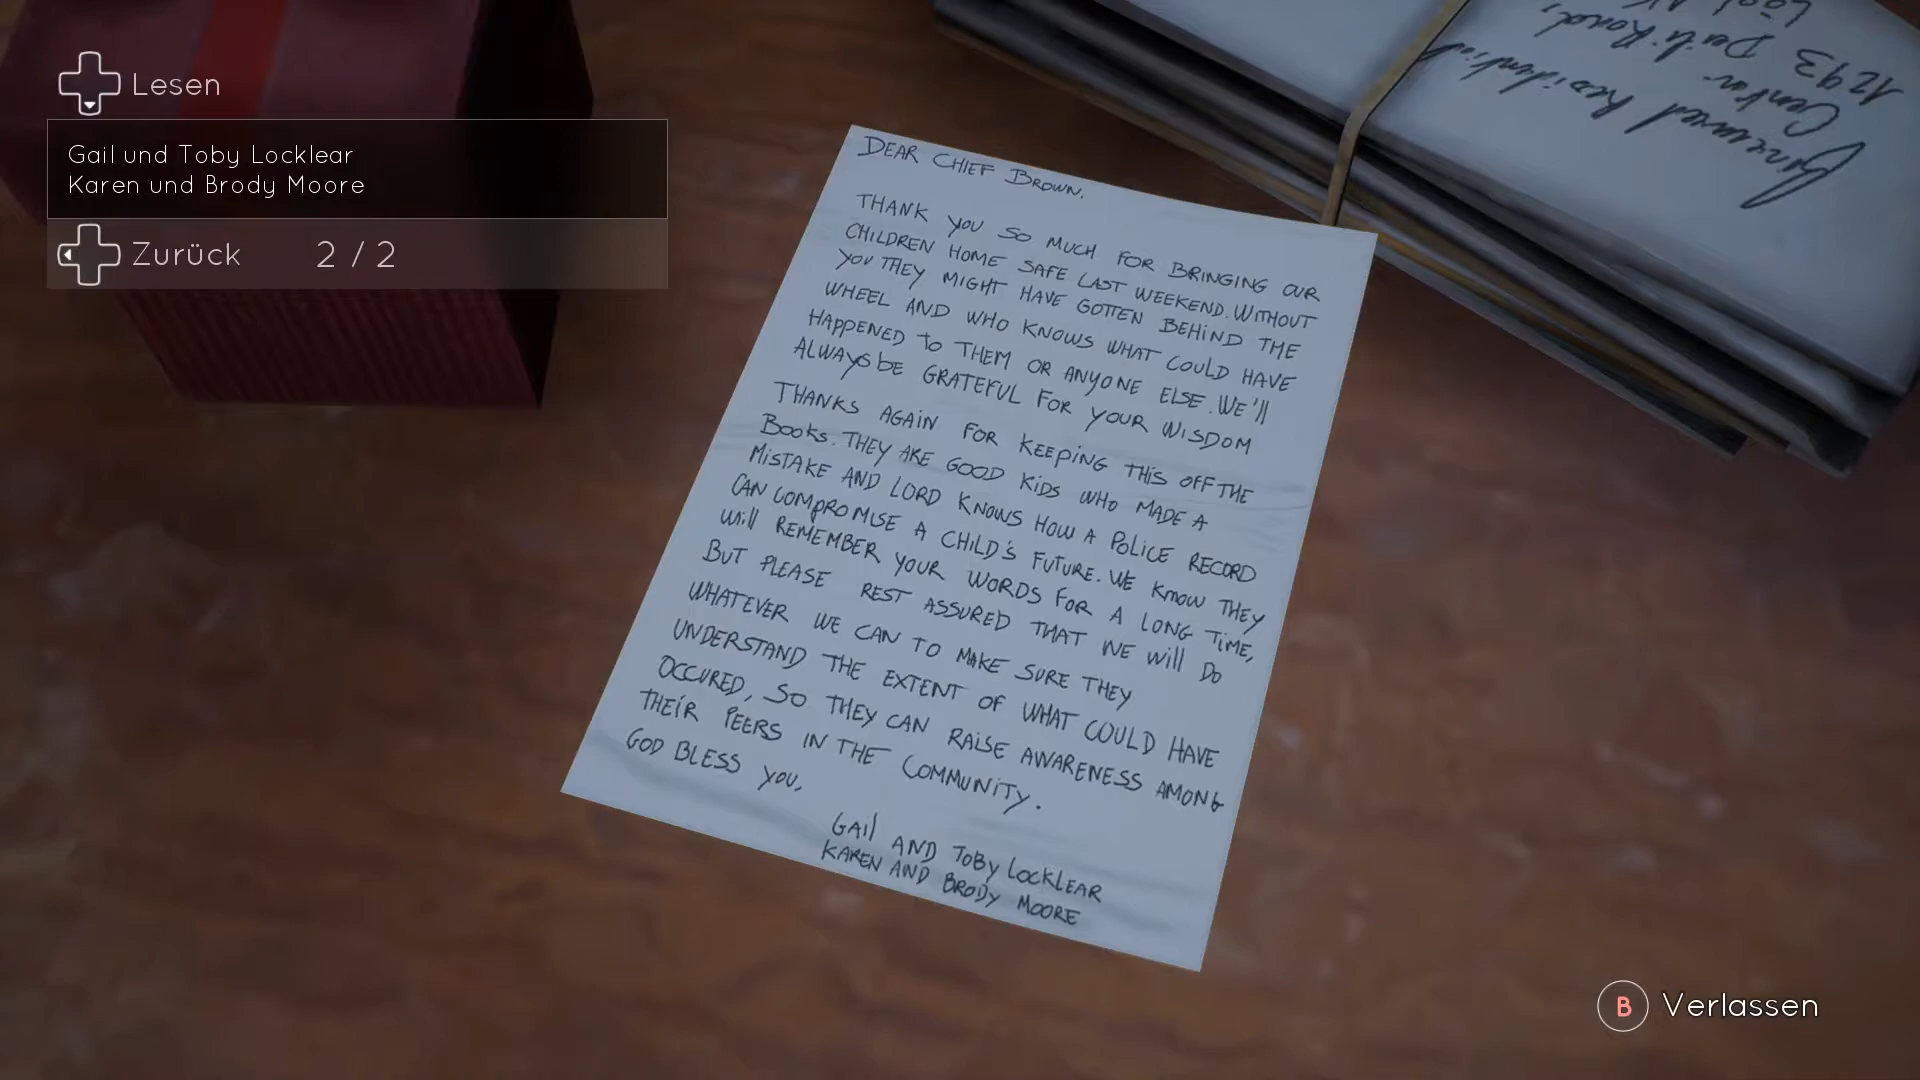 Lesen
Gail und Toby Locklear
Karen und Brody Moore
Zurück 2 / 2
DEAR CHIEF BROWN,
THANK YOU SO MUCH FOR BRINGING OUR
CHILDREN HOME SAFE LAST WEEKEND. WITHOUT
YOU THEY MIGHT HAVE GOTTEN BEHIND THE
WHEEL AND WHO KNOWS WHAT COULD HAVE
HAPPENED TO THEM OR ANYONE ELSE. WE'll
ALWAYS bE GRATEFUL FOR YOUR WISDOM
THANKS AGAIN FOR KEEPING THIS OFF THE
BOOKS. THEY ARE GOOD KIDS WHO MADE A
MISTAKE AND LORD KNOWS HOW A POLICE RECORD
CAN COMPROMISE A CHILD'S FUTURE. WE KNOW THEY
Will REMEMBER YOUR WORDS FOR A LONG TIME,
BUT PLEASE REST ASSURED THAT WE Will DO
WHATEVER WE CAN TO MAKE SURE THEY
UNDERSTAND THE EXTENT OF WHAT COULD HAVE
OCCURED, SO THEY CAN RAISE AWARENESS AMONG
THEIR PEERS IN THE COMMUNITY.
GOD BLESS YOU,
GAil AND TOBY LOCKLEAR
KAREN AND BRODY MOORE
Residential
Center
1293
Road,
B Verlassen